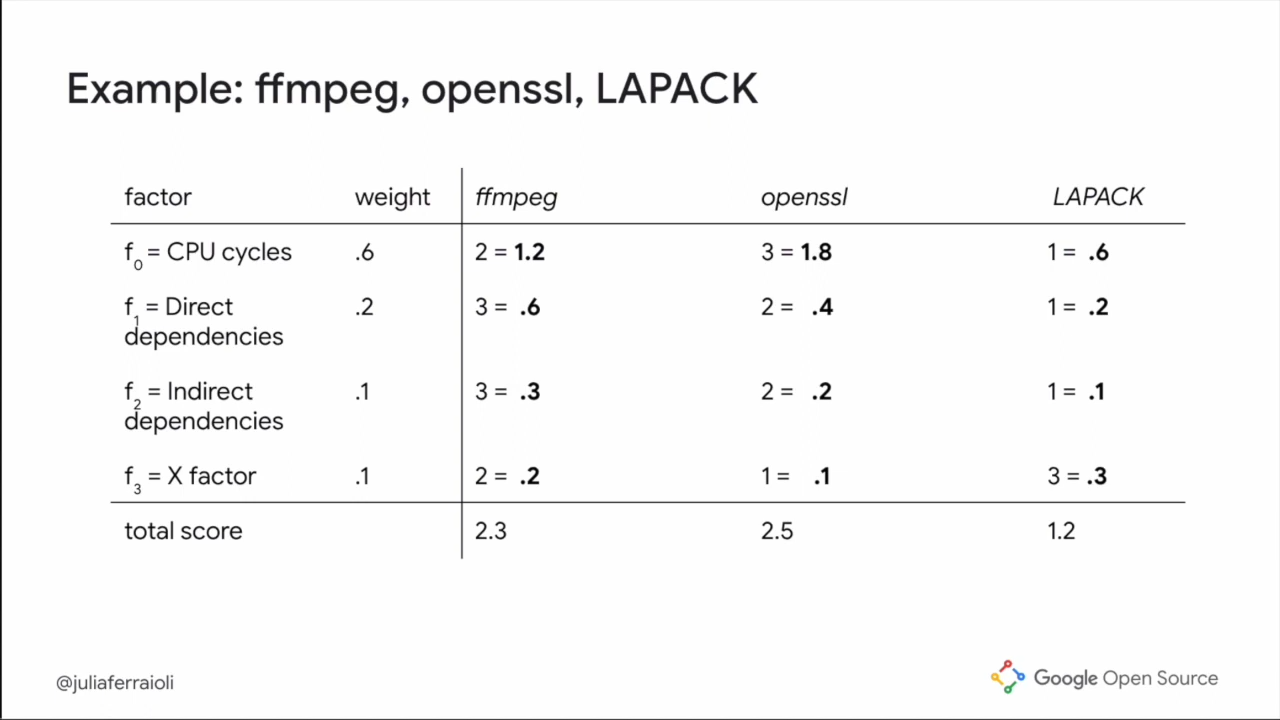 Example: ffmpeg, openssl, LAPACK
factor weight ffmpeg openssl LAPACK
f0 = CPU cycles .6 2 = 1.2 3 = 1.8 1 = .6
f1 = Direct .2 3 = .6 2 = .4 1 = .2
dependencies
f2 = Indirect .1 3 = .3 2 = .2 1 = .1
dependencies
f3 = X factor .1 2 = .2 1 = .1 3 = .3
total score 2.3 2.5 1.2
@juliaferraioli Google Open Source